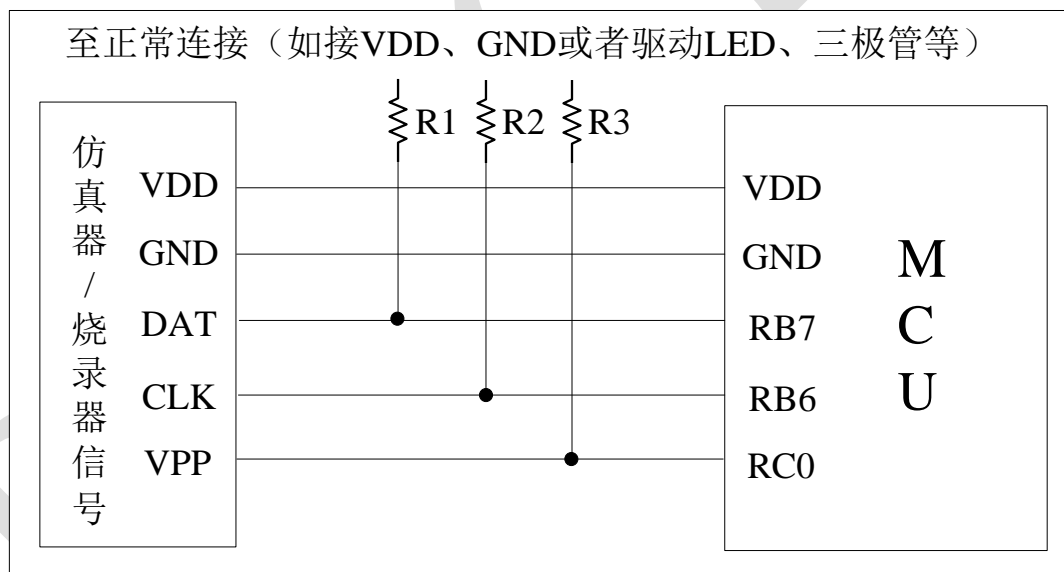 至正常连接（如接VDD、GND或者驱动LED、三极管等）
R1 R2 R3
仿真器/烧录器信号
VDD
GND
DAT
CLK
VPP
VDD
GND
RB7
RB6
RC0
MCU